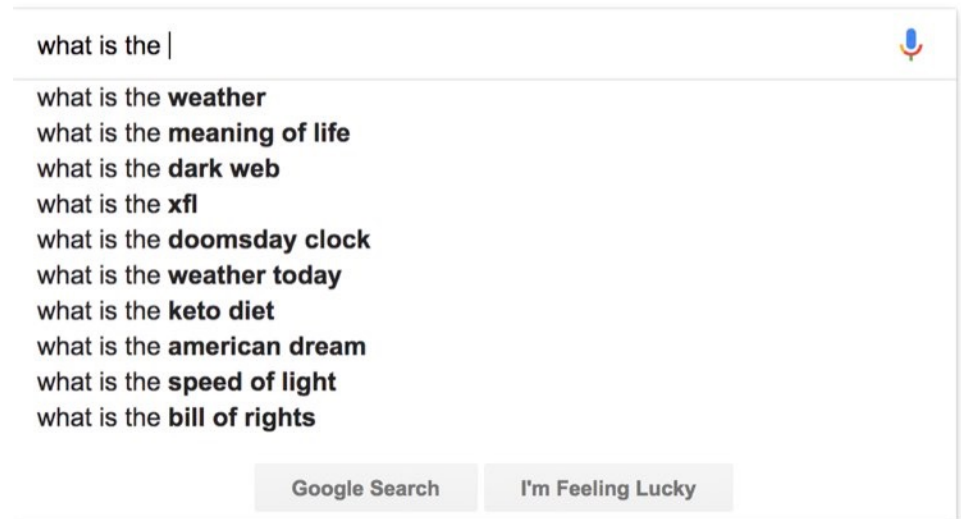 what is the
what is the weather
what is the meaning of life
what is the dark web
what is the xfl
what is the doomsday clock
what is the weather today
what is the keto diet
what is the american dream
what is the speed of light
what is the bill of rights
Google Search I'm Feeling Lucky